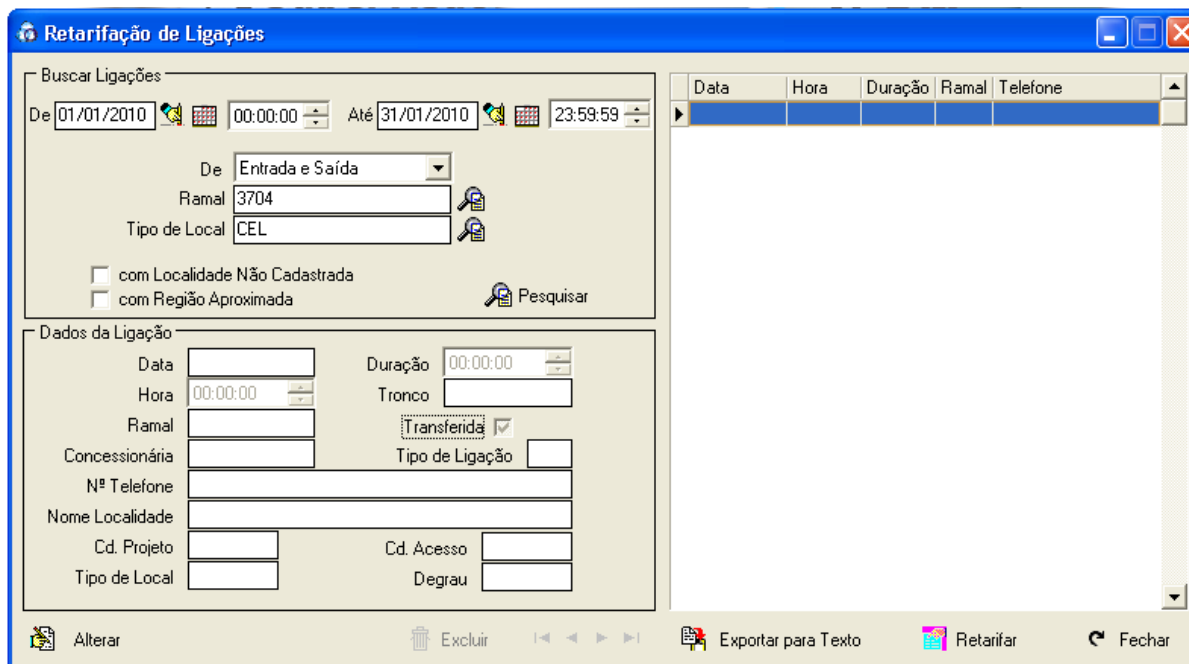 Retarifação de Ligações
Buscar Ligações
De 01/01/2010 00:00:00 Até 31/01/2010 23:59:59
De Entrada e Saída
Ramal 3704
Tipo de Local CEL
com Localidade Não Cadastrada
com Região Aproximada
Pesquisar
Data Hora Duração Ramal Telefone
Dados da Ligação
Data Duração 00:00:00
Hora 00:00:00 Tronco
Ramal Transferida
Concessionária Tipo de Ligação
Nº Telefone
Nome Localidade
Cd. Projeto Cd. Acesso
Tipo de Local Degrau
Alterar Excluir Exportar para Texto Retarifar Fechar